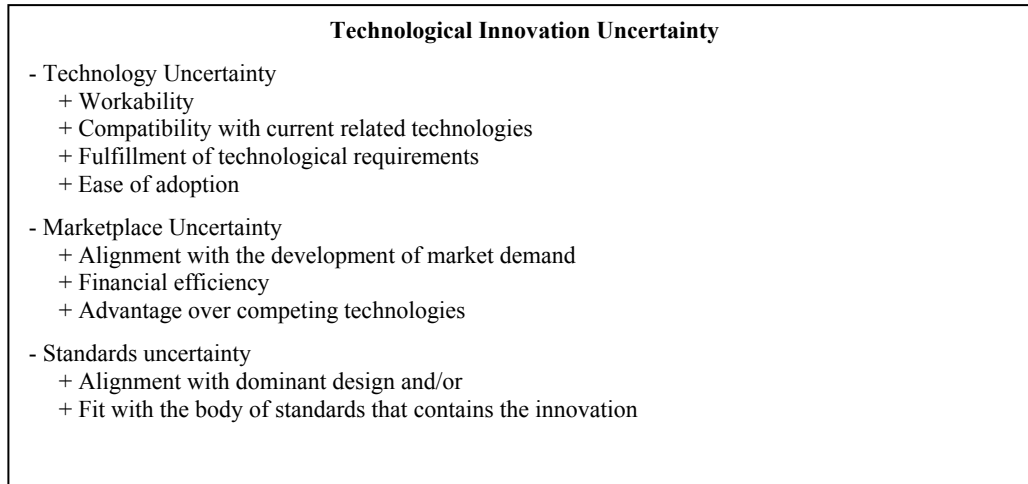 Technological Innovation Uncertainty
- Technology Uncertainty
+ Workability
+ Compatibility with current related technologies
+ Fulfillment of technological requirements
+ Ease of adoption
- Marketplace Uncertainty
+ Alignment with the development of market demand
+ Financial efficiency
+ Advantage over competing technologies
- Standards uncertainty
+ Alignment with dominant design and/or
+ Fit with the body of standards that contains the innovation